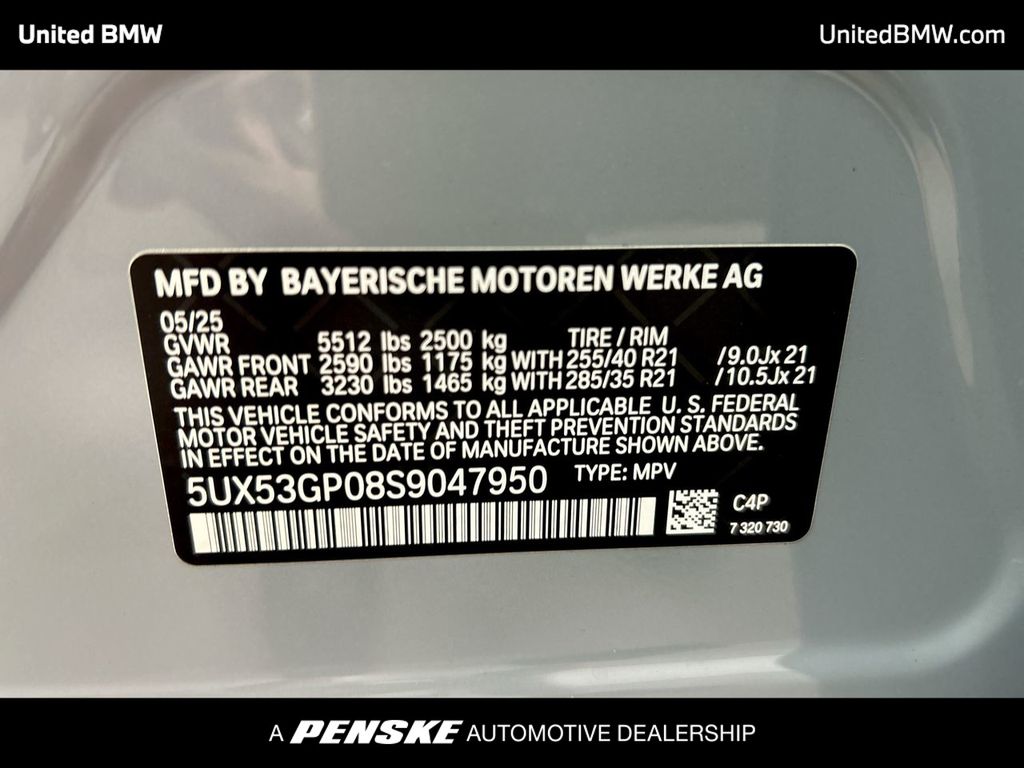 United BMW
UnitedBMW.com
MFD BY BAYERISCHE MOTOREN WERKE AG
05/25
GVWR 5512 lbs 2500 kg TIRE / RIM
GAWR FRONT 2590 lbs 1175 kg WITH 255/40 R21 /9.0Jx 21
GAWR REAR 3230 lbs 1465 kg WITH 285/35 R21 /10.5Jx 21
THIS VEHICLE CONFORMS TO ALL APPLICABLE U. S. FEDERAL
MOTOR VEHICLE SAFETY AND THEFT PREVENTION STANDARDS
IN EFFECT ON THE DATE OF MANUFACTURE SHOWN ABOVE.
5UX53GP08S9047950 TYPE: MPV
C4P
7 320 730
A PENSKE AUTOMOTIVE DEALERSHIP